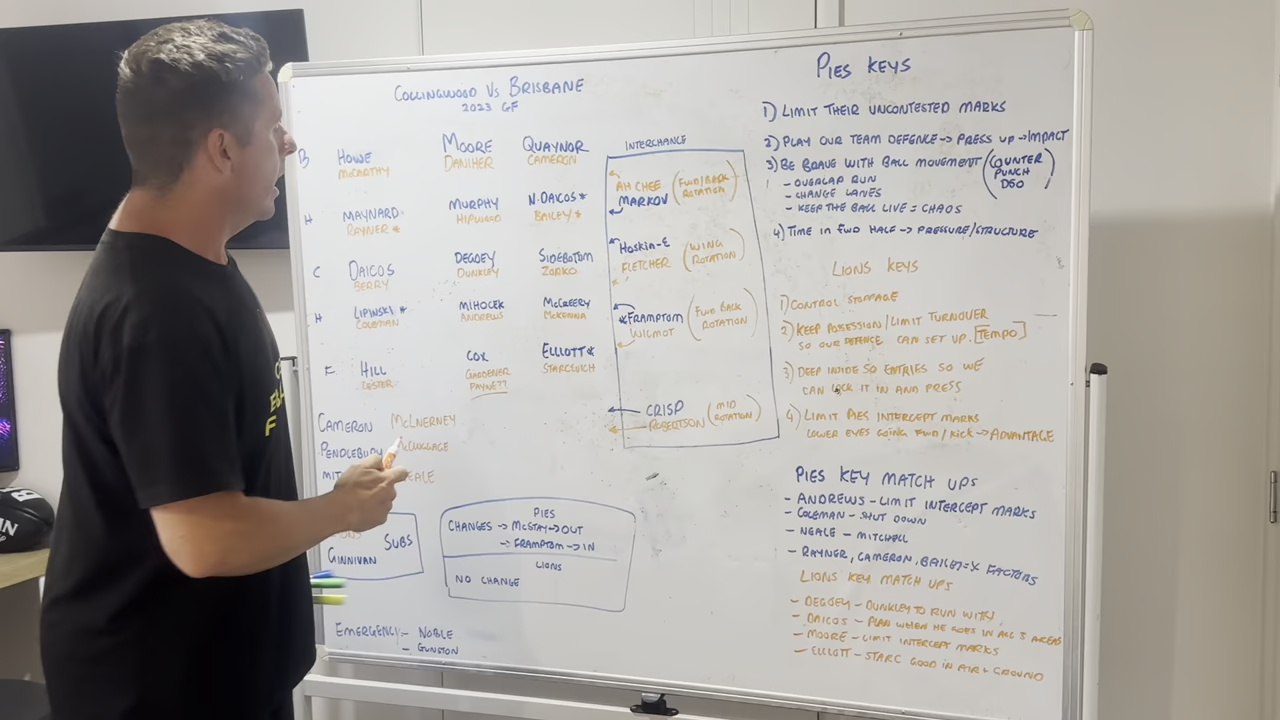 COLLINGWOOD VS BRISBANE
2023 GF
B
HOWE
MCCARTHY
MOORE
DANIHER
QUAYNOR
CAMERON
H
MAYNARD
RAYNER *
MURPHY
HIPWOOD
N.DAICOS *
BAILEY *
C
DAICOS
BERRY
DEGOEY
DUNKLEY
SIDEBOTOM
ZORKO
H
LIPINSKI *
COLEMAN
MIHOCEK
ANDREWS
MCCREERY
MCKENNA
F
HILL
LESTER
COX
GARDENER
PAYNE??
ELLIOTT *
STARCEVICH
CAMERON MCLNERNEY
PENDLEBURY MCCLUGGAGE
MIT EALE
SUBS
GINNIVAN
EMERGENCY:- NOBLE
- GUNSTON
INTERCHANGE
AH CHEE
MARKOV
(FWD/BACK
ROTATION)
HOSKIN-E
FLETCHER
(WING
ROTATION)
* FRAMPTOM
WILMOT
(FWD BACK
ROTATION)
CRISP
ROBERTSON
(MID
ROTATION)
PIES
CHANGES → MCSTAY → OUT
→ FRAMPTOM → IN
LIONS
NO CHANGE
PIES KEYS
1) LIMIT THEIR UNCONTESTED MARKS
2) PLAY OUR TEAM DEFENCE → PRESS UP → IMPACT
3) BE BRAVE WITH BALL MOVEMENT (COUNTER
PUNCH
D50)
- OVERLAP RUN
- CHANGE LANES
- KEEP THE BALL LIVE = CHAOS
4) TIME IN FWD HALF → PRESSURE/STRUCTURE
LIONS KEYS
1) CONTROL STOPPAGE
2) KEEP POSESSION/LIMIT TURNOVER
SO OUR DEFENCE CAN SET UP. [TEMPO]
3) DEEP INSIDE 50 ENTRIES SO WE
CAN LOCK IT IN AND PRESS
4) LIMIT PIES INTERCEPT MARKS
LOWER EYES GOING FWD/KICK → ADVANTAGE
PIES KEY MATCH UPS
- ANDREWS - LIMIT INTERCEPT MARKS
- COLEMAN - SHUT DOWN
- NEALE - MITCHELL
- RAYNER, CAMERON, BAILEY = X FACTORS
LIONS KEY MATCH UPS
- DEGOEY - DUNKLEY TO RUN WITH
- DAICOS - PLAN WHEN HE GOES IN ALL 3 AREAS
- MOORE - LIMIT INTERCEPT MARKS
- ELLIOTT - STARC GOOD IN AIR + GROUND